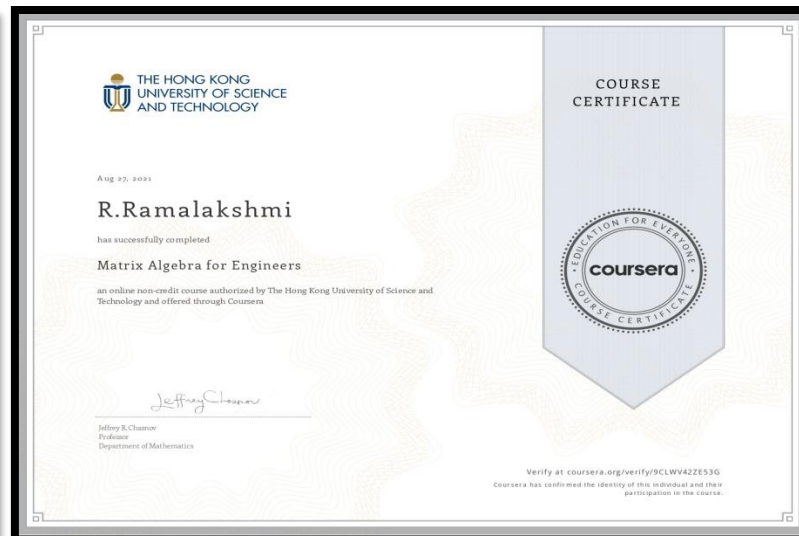 THE HONG KONG
UNIVERSITY OF SCIENCE
AND TECHNOLOGY
Aug 27, 2021
R.Ramalakshmi
has successfully completed
Matrix Algebra for Engineers
an online non-credit course authorized by The Hong Kong University of Science and
Technology and offered through Coursera
Jeffrey Chasnov
Jeffrey R. Chasnov
Professor
Department of Mathematics
COURSE
CERTIFICATE
EDUCATION FOR EVERYONE
coursera
COURSE CERTIFICATE
Verify at coursera.org/verify/9CLWV42ZE53G
Coursera has confirmed the identity of this individual and their
participation in the course.